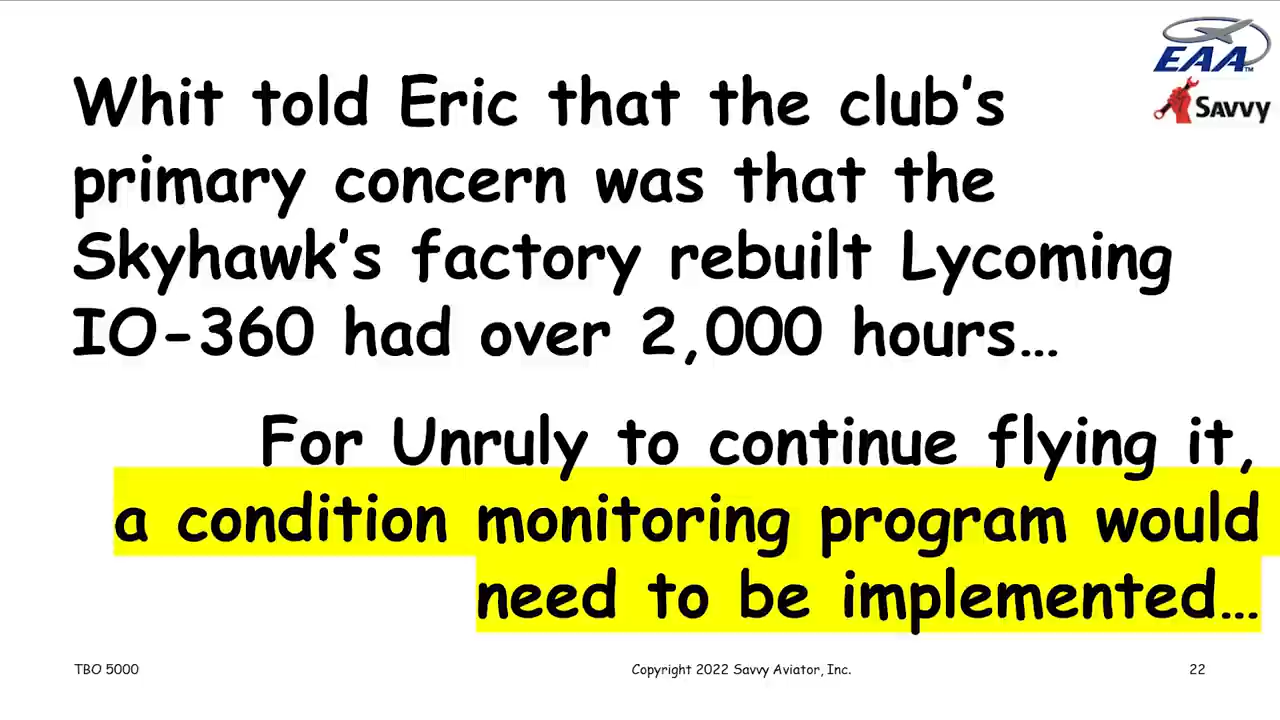 EAA™
SAVVY
Whit told Eric that the club's
primary concern was that the
Skyhawk's factory rebuilt Lycoming
IO-360 had over 2,000 hours…
For Unruly to continue flying it,
a condition monitoring program would
need to be implemented…
TBO 5000
Copyright 2022 Savvy Aviator, Inc.
22